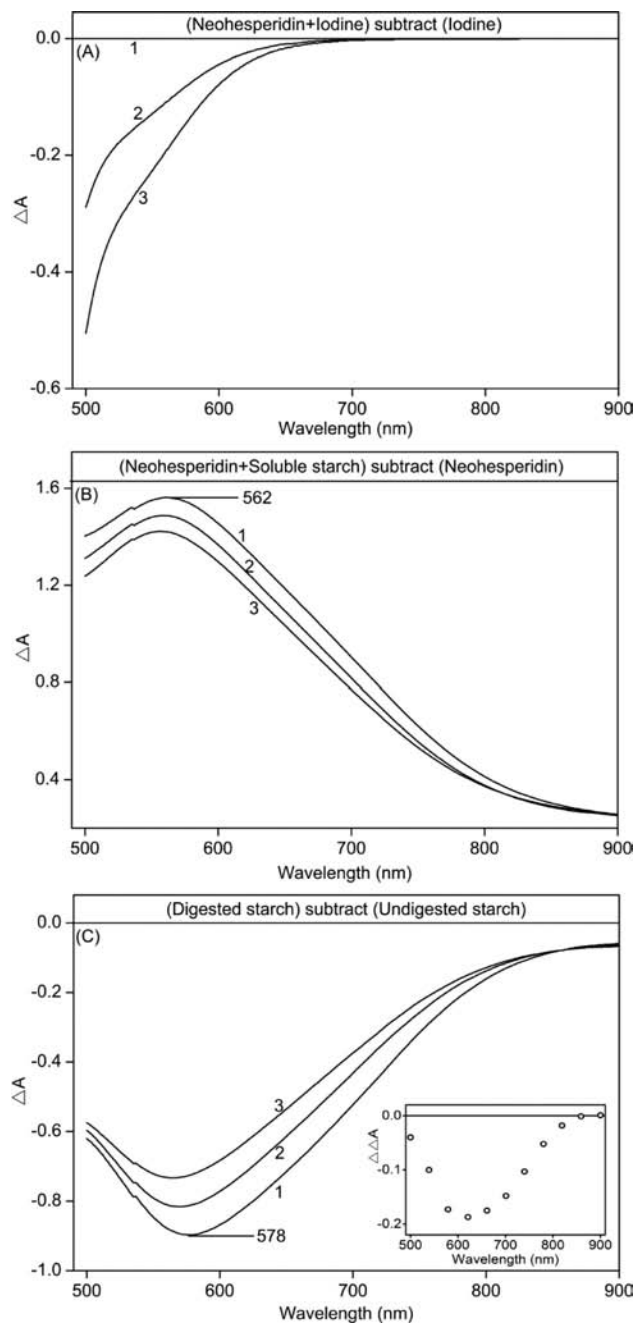 (Neohesperidin+Iodine) subtract (Iodine)
0.0
(A)
1
2
-0.2
3
△A
-0.4
-0.6
500 600 700 800 900
Wavelength (nm)
(Neohesperidin+Soluble starch) subtract (Neohesperidin)
1.6
(B)
562
1
2
1.2
3
△A
0.8
0.4
500 600 700 800 900
Wavelength (nm)
(Digested starch) subtract (Undigested starch)
0.0
(C)
-0.2
-0.4
△A
3
-0.6
2
1
-0.8
578
-1.0
0.0
△△A
-0.1
-0.2
500 600 700 800 900
Wavelength (nm)
500 600 700 800 900
Wavelength (nm)